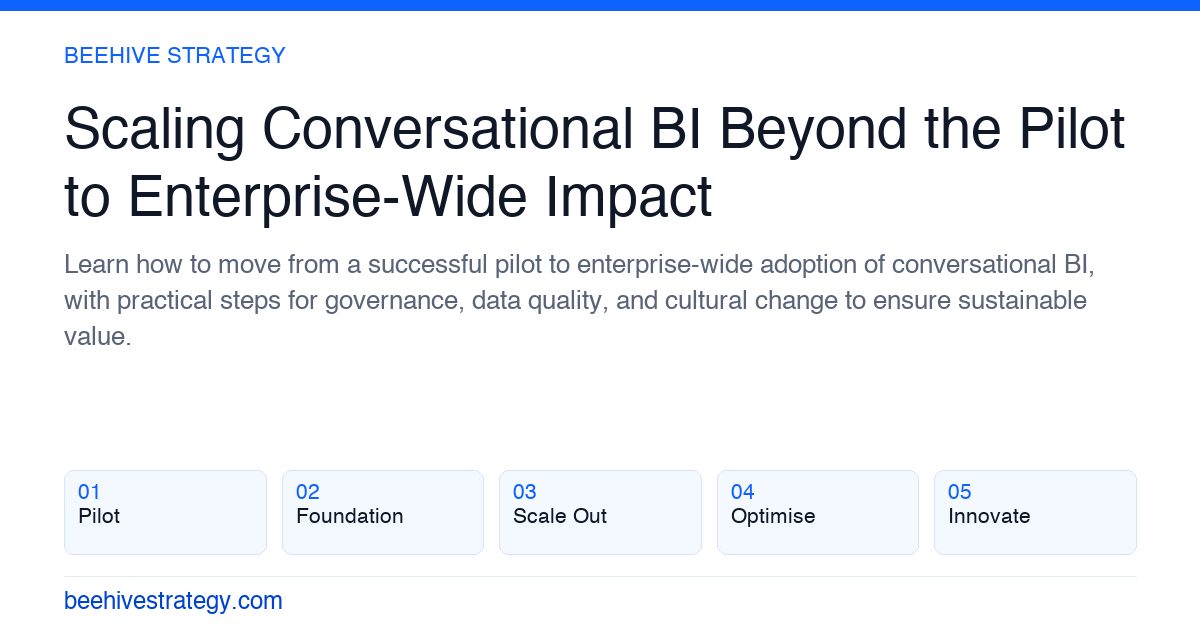 BEEHIVE STRATEGY
Scaling Conversational BI Beyond the Pilot
to Enterprise-Wide Impact
Learn how to move from a successful pilot to enterprise-wide adoption of conversational BI,
with practical steps for governance, data quality, and cultural change to ensure sustainable
value.
01
Pilot
02
Foundation
03
Scale Out
04
Optimise
05
Innovate
beehivestrategy.com